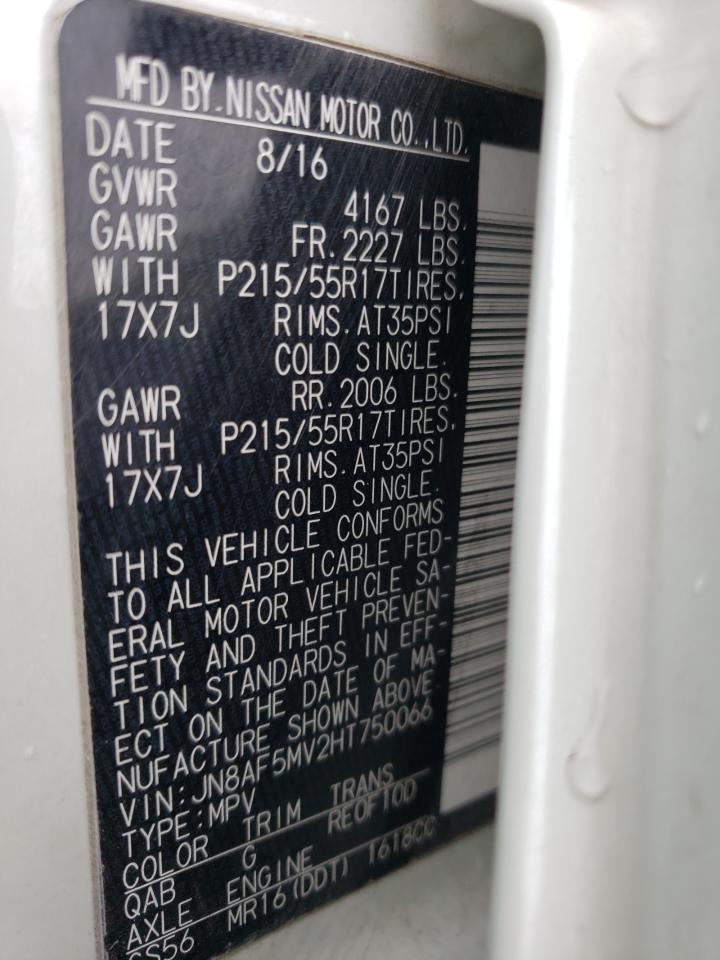 MFD BY.NISSAN MOTOR CO.,LTD.
DATE 8/16
GVWR 4167 LBS.
GAWR FR.2227 LBS.
WITH P215/55R17TIRES,
17X7J RIMS.AT35PSI
COLD SINGLE.
GAWR RR.2006 LBS.
WITH P215/55R17TIRES,
17X7J RIMS.AT35PSI
COLD SINGLE.
THIS VEHICLE CONFORMS
TO ALL APPLICABLE FED-
ERAL MOTOR VEHICLE SA-
FETY AND THEFT PREVEN-
TION STANDARDS IN EFF-
ECT ON THE DATE OF MA-
NUFACTURE SHOWN ABOVE.
VIN:JN8AF5MV2HT750066
TYPE:MPV
COLOR TRIM TRANS
QAB G RE0F10D
AXLE ENGINE
MR16(DDT) 1618CC